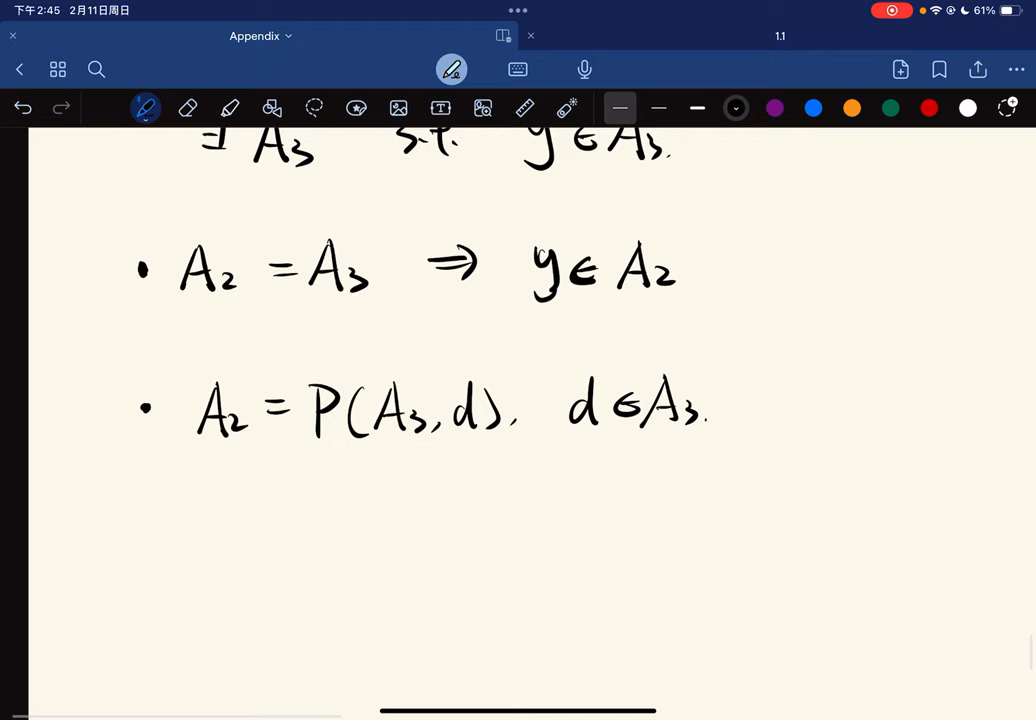 下午2:45 2月11日周日
61%
Appendix
1.1
∃ A₃ s.t. y ∈ A₃.
• A₂ = A₃ ⇒ y ∈ A₂
• A₂ = P(A₃, d), d ∈ A₃.